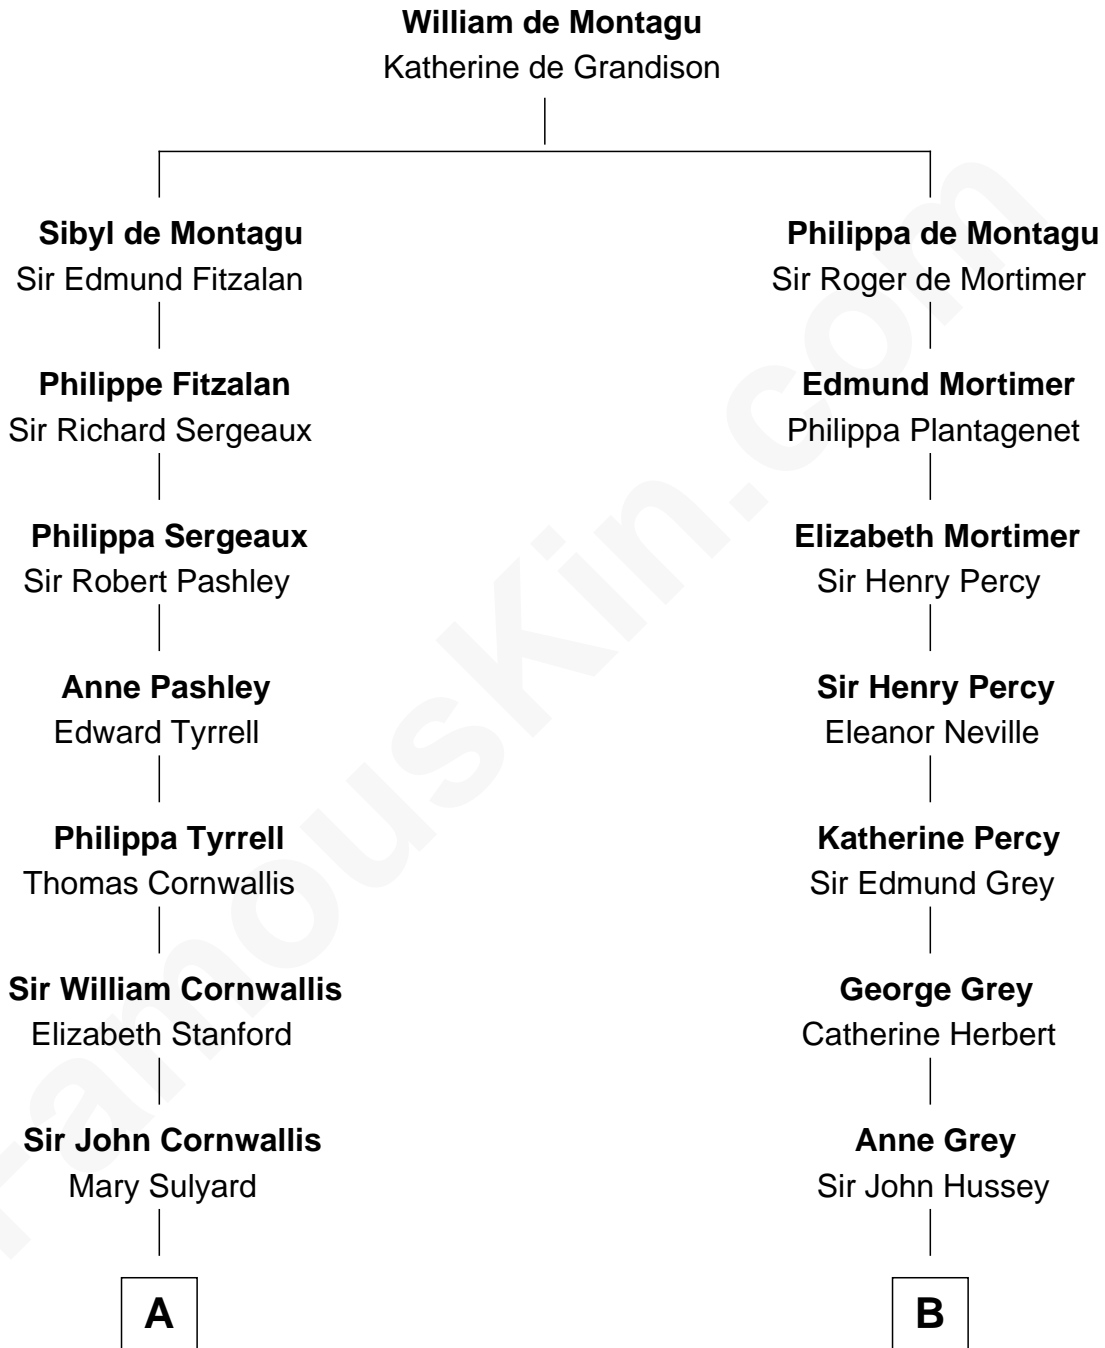 William de Montagu
Katherine de Grandison
Sibyl de Montagu
Sir Edmund Fitzalan
Philippa de Montagu
Sir Roger de Mortimer
Philippe Fitzalan
Sir Richard Sergeaux
Edmund Mortimer
Philippa Plantagenet
Philippa Sergeaux
Sir Robert Pashley
Elizabeth Mortimer
Sir Henry Percy
Anne Pashley
Edward Tyrrell
Sir Henry Percy
Eleanor Neville
Philippa Tyrrell
Thomas Cornwallis
Katherine Percy
Sir Edmund Grey
Sir William Cornwallis
Elizabeth Stanford
George Grey
Catherine Herbert
Sir John Cornwallis
Mary Sulyard
Anne Grey
Sir John Hussey
A
B
FamousKin.com